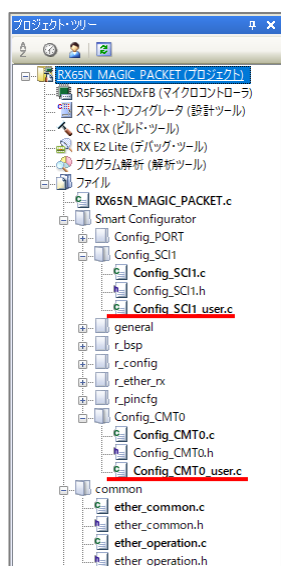 プロジェクト・ツリー
RX65N_MAGIC_PACKET (プロジェクト)
R5F565NEDxFB (マイクロコントローラ)
スマート・コンフィグレータ (設計ツール)
CC-RX (ビルド・ツール)
RX E2 Lite (デバッグ・ツール)
プログラム解析 (解析ツール)
ファイル
RX65N_MAGIC_PACKET.c
Smart Configurator
Config_PORT
Config_SCI1
Config_SCI1.c
Config_SCI1.h
Config_SCI1_user.c
general
r_bsp
r_config
r_ether_rx
r_pincfg
Config_CMT0
Config_CMT0.c
Config_CMT0.h
Config_CMT0_user.c
common
ether_common.c
ether_common.h
ether_operation.c
ether_operation.h